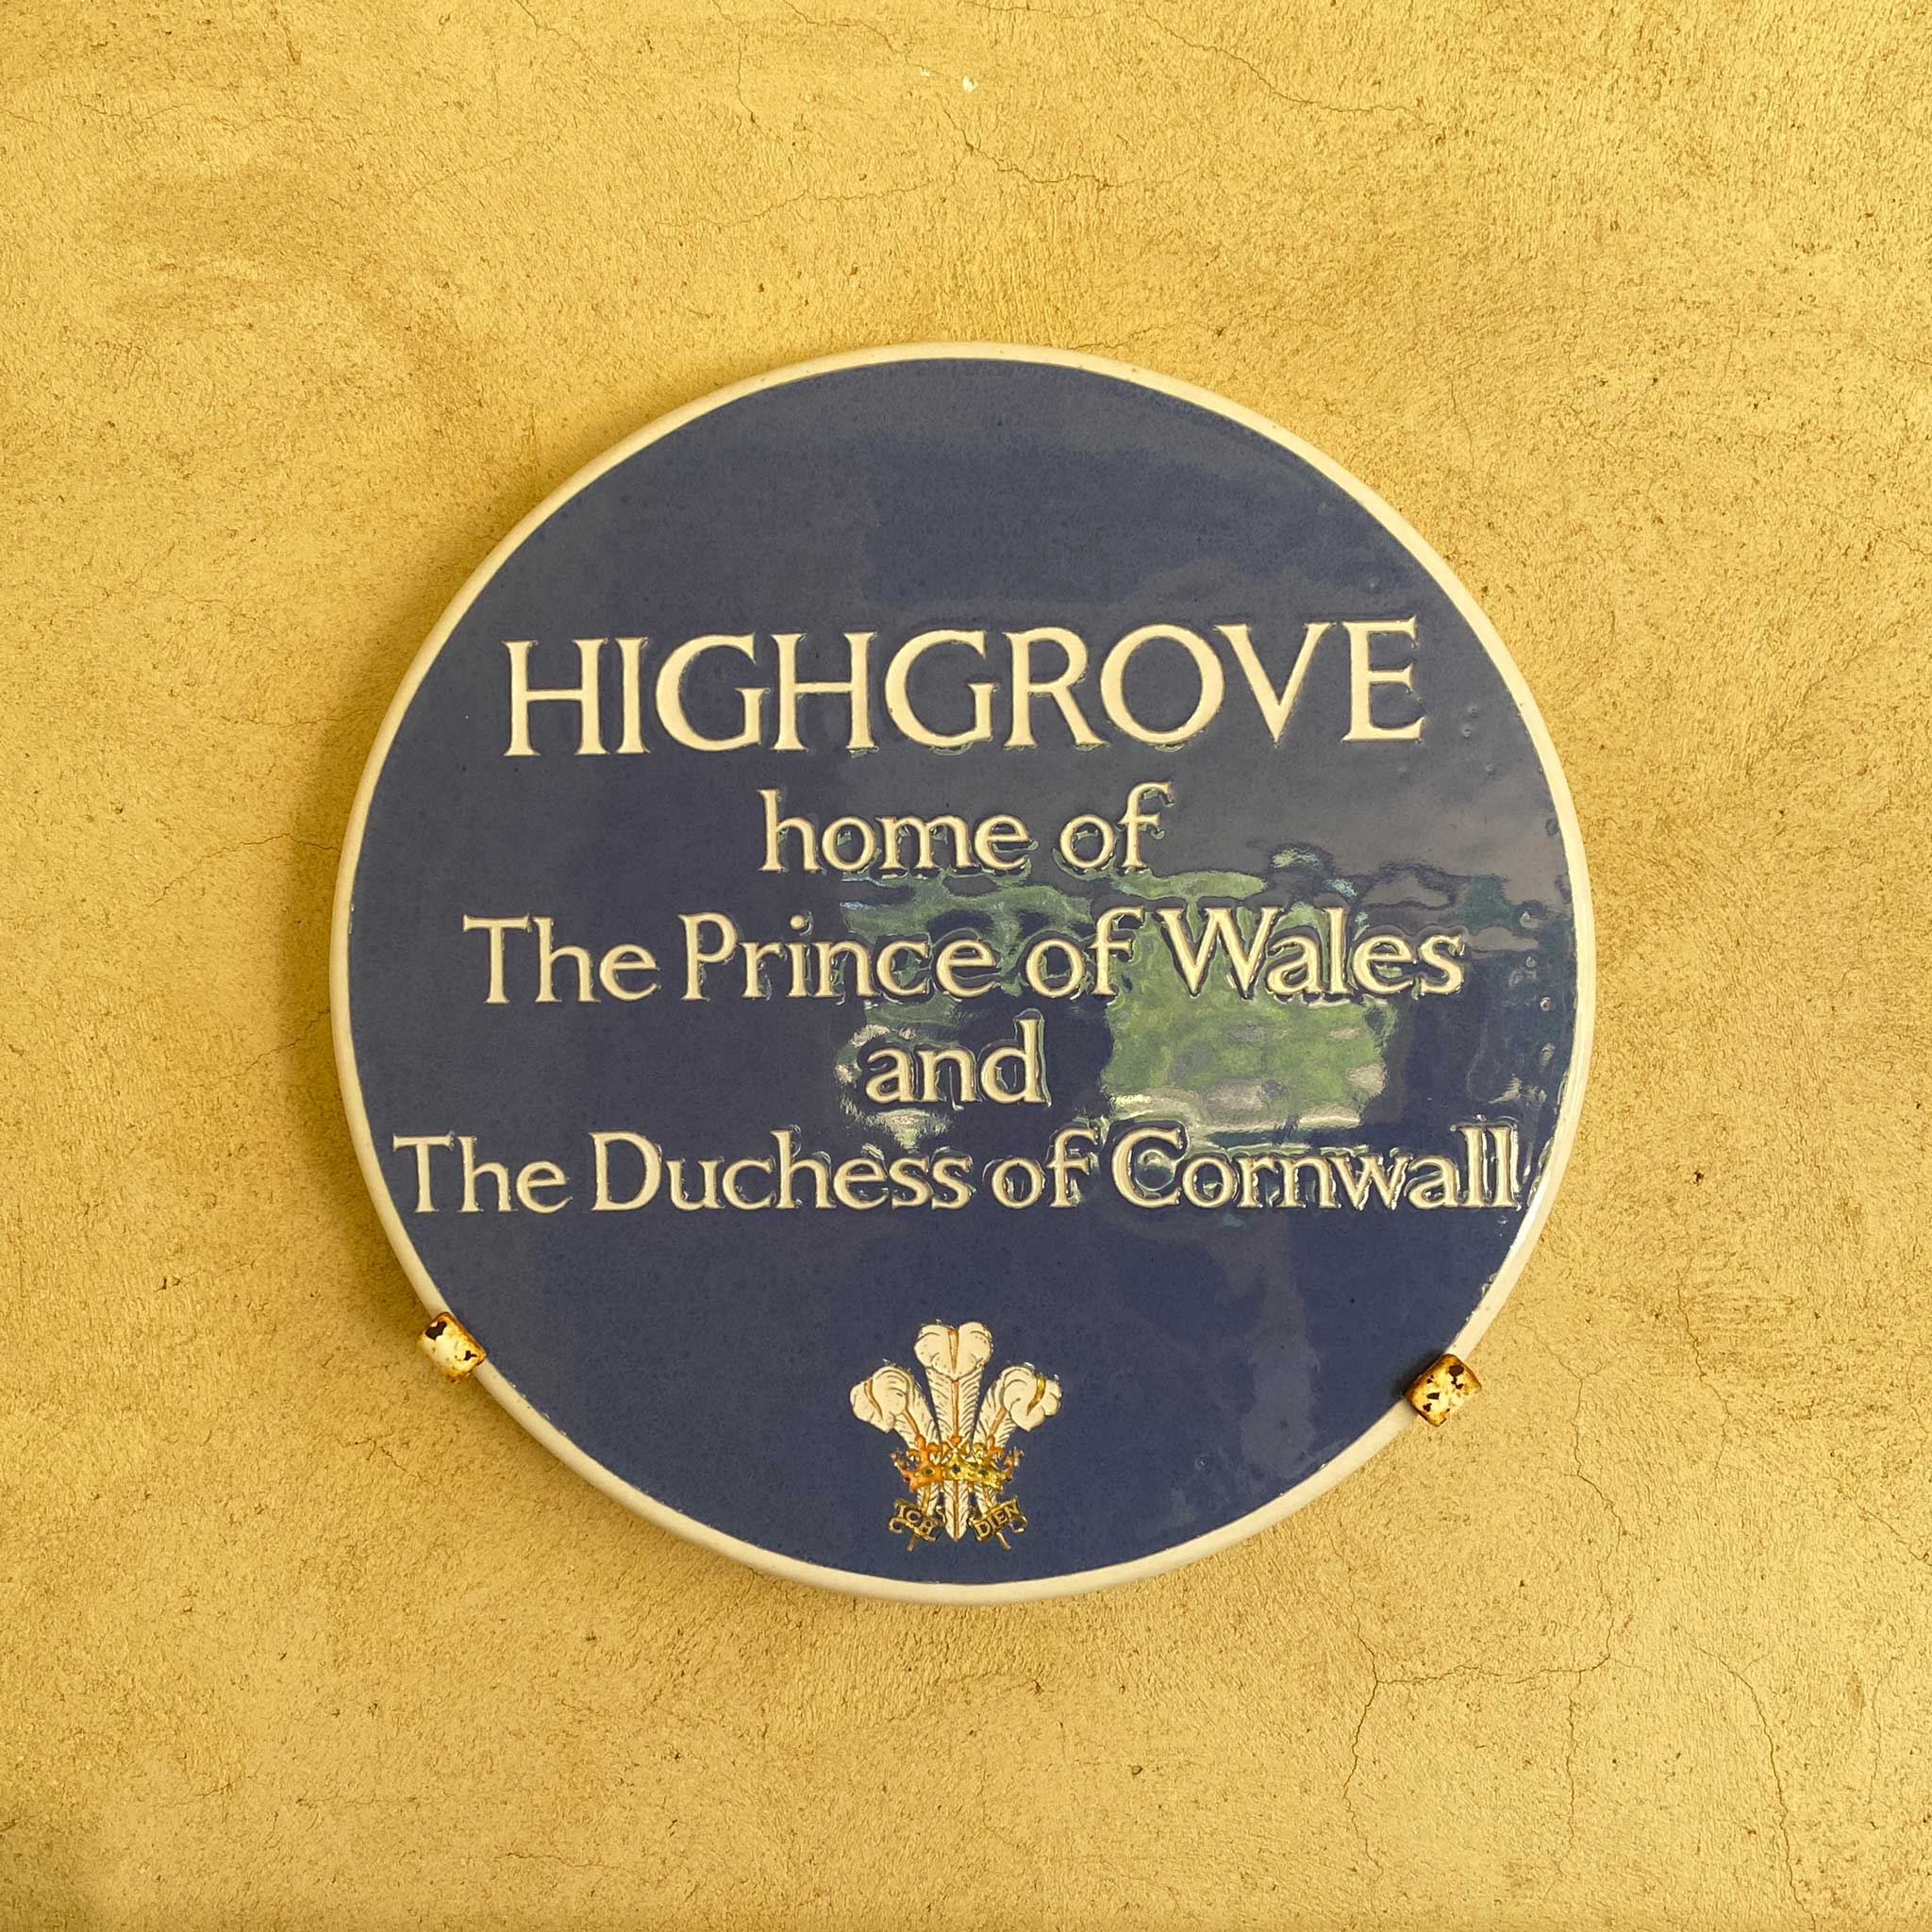 HIGHGROVE
home of
The Prince of Wales
and
The Duchess of Cornwall
ICH DIEN